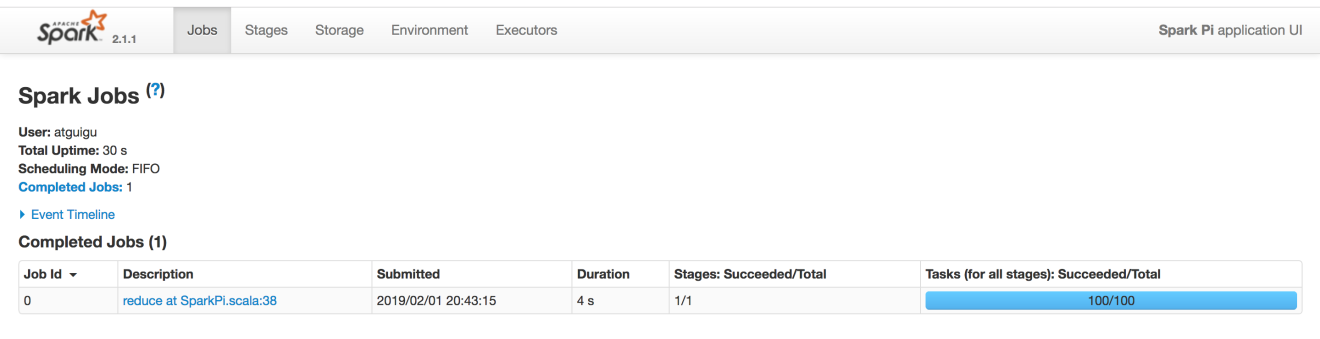 APACHE Spark 2.1.1 Jobs Stages Storage Environment Executors Spark Pi application UI
Spark Jobs (?)
User: atguigu
Total Uptime: 30 s
Scheduling Mode: FIFO
Completed Jobs: 1
Event Timeline
Completed Jobs (1)
Job Id Description Submitted Duration Stages: Succeeded/Total Tasks (for all stages): Succeeded/Total
0 reduce at SparkPi.scala:38 2019/02/01 20:43:15 4 s 1/1 100/100